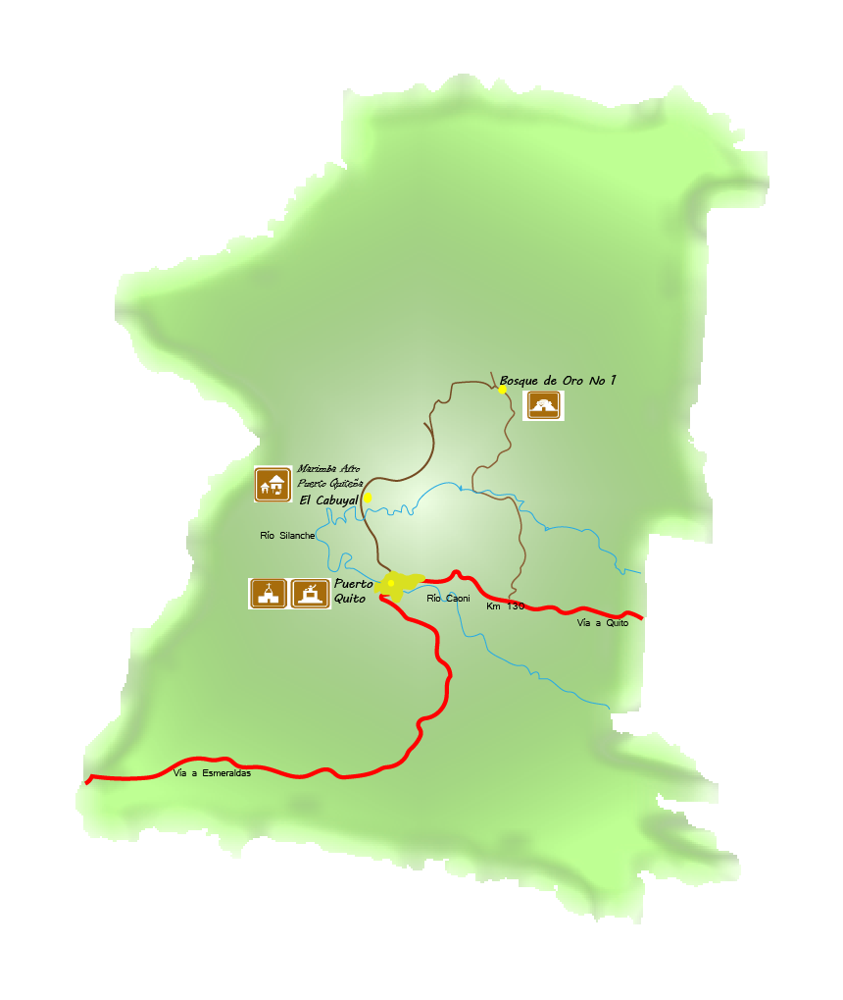 Bosque de Oro No 1
Marimba Afro
Puerto Quiteña
El Cabuyal
Río Silanche
Puerto
Quito
Río Caoni
Km 130
Vía a Quito
Vía a Esmeraldas